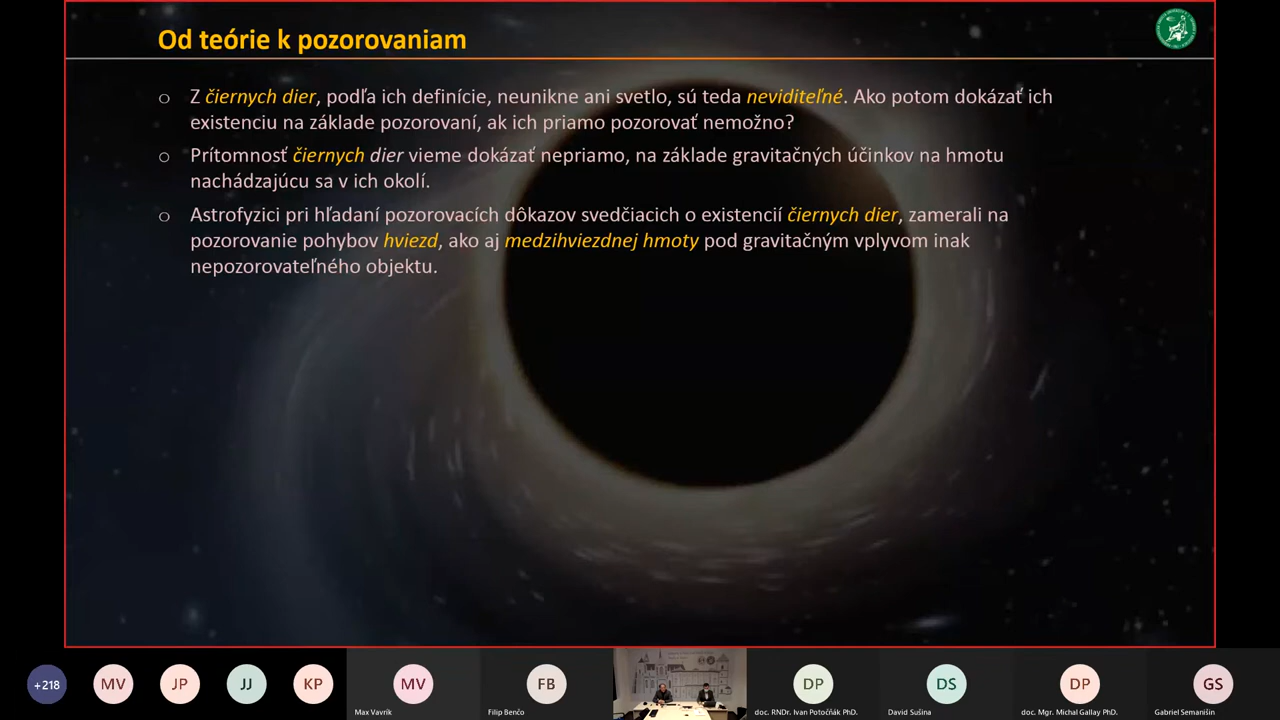 Od teórie k pozorovaniam
o Z čiernych dier, podľa ich definície, neunikne ani svetlo, sú teda neviditeľné. Ako potom dokázať ich
existenciu na základe pozorovaní, ak ich priamo pozorovať nemožno?
o Prítomnosť čiernych dier vieme dokázať nepriamo, na základe gravitačných účinkov na hmotu
nachádzajúcu sa v ich okolí.
o Astrofyzici pri hľadaní pozorovacích dôkazov svedčiacich o existencií čiernych dier, zamerali na
pozorovanie pohybov hviezd, ako aj medzihviezdnej hmoty pod gravitačným vplyvom inak
nepozorovateľného objektu.
+218 MV JP JJ KP MV FB DP DS DP GS
Max Vavrík Filip Benčo doc. RNDr. Ivan Potočňák PhD. David Sušina doc. Mgr. Michal Gallay PhD. Gabriel Semanišin